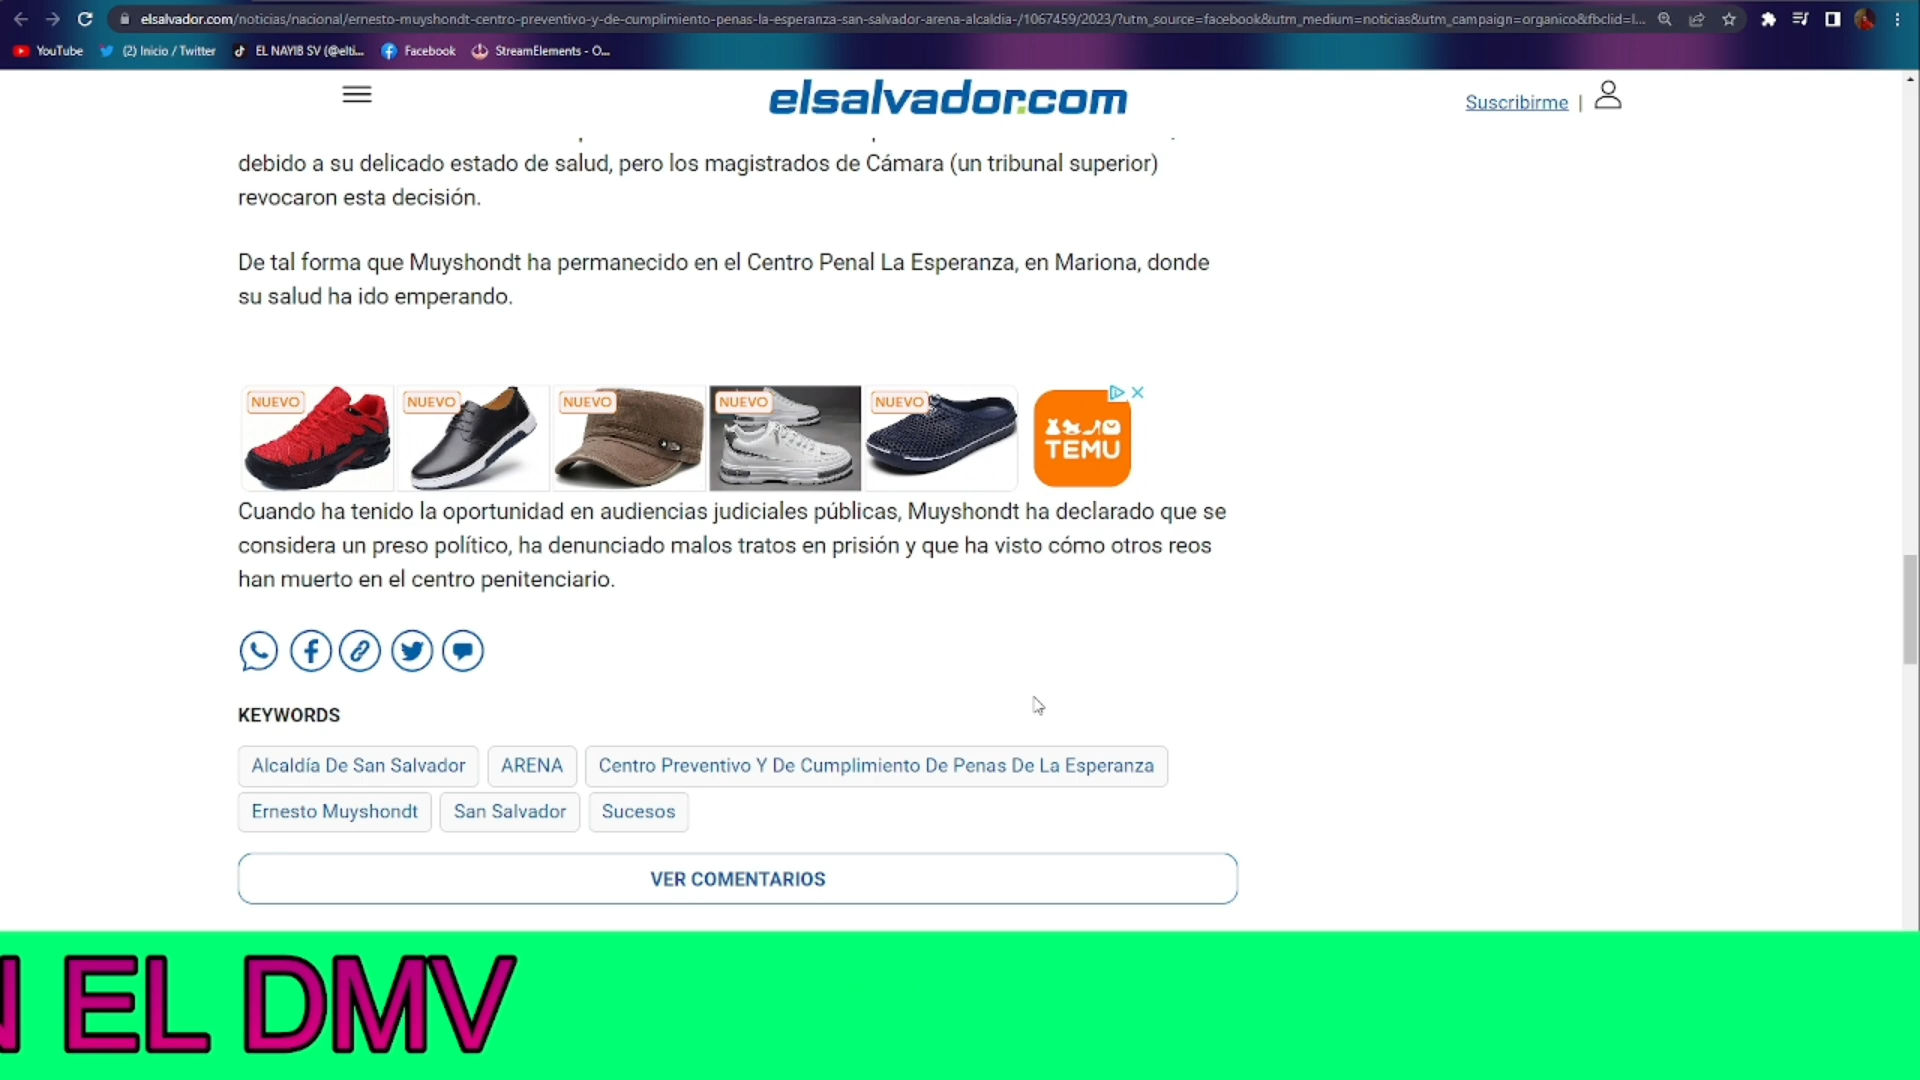 elsalvador.com/noticias/nacional/ernesto-muyshondt-centro-preventivo-y-de-cumplimiento-penas-la-esperanza-san-salvador-arena-alcaldia-/1067459/2023/?utm_source=facebook&utm_medium=noticias&utm_campaign=organico&fbclid=I...
YouTube (2) Inicio / Twitter EL NAYIB SV (@elti... Facebook StreamElements - O...
elsalvador.com
Suscribirme |
debido a su delicado estado de salud, pero los magistrados de Cámara (un tribunal superior)
revocaron esta decisión.
De tal forma que Muyshondt ha permanecido en el Centro Penal La Esperanza, en Mariona, donde
su salud ha ido emperando.
NUEVO NUEVO NUEVO NUEVO NUEVO
TEMU
Cuando ha tenido la oportunidad en audiencias judiciales públicas, Muyshondt ha declarado que se
considera un preso político, ha denunciado malos tratos en prisión y que ha visto cómo otros reos
han muerto en el centro penitenciario.
KEYWORDS
Alcaldía De San Salvador ARENA Centro Preventivo Y De Cumplimiento De Penas De La Esperanza
Ernesto Muyshondt San Salvador Sucesos
VER COMENTARIOS
N EL DMV